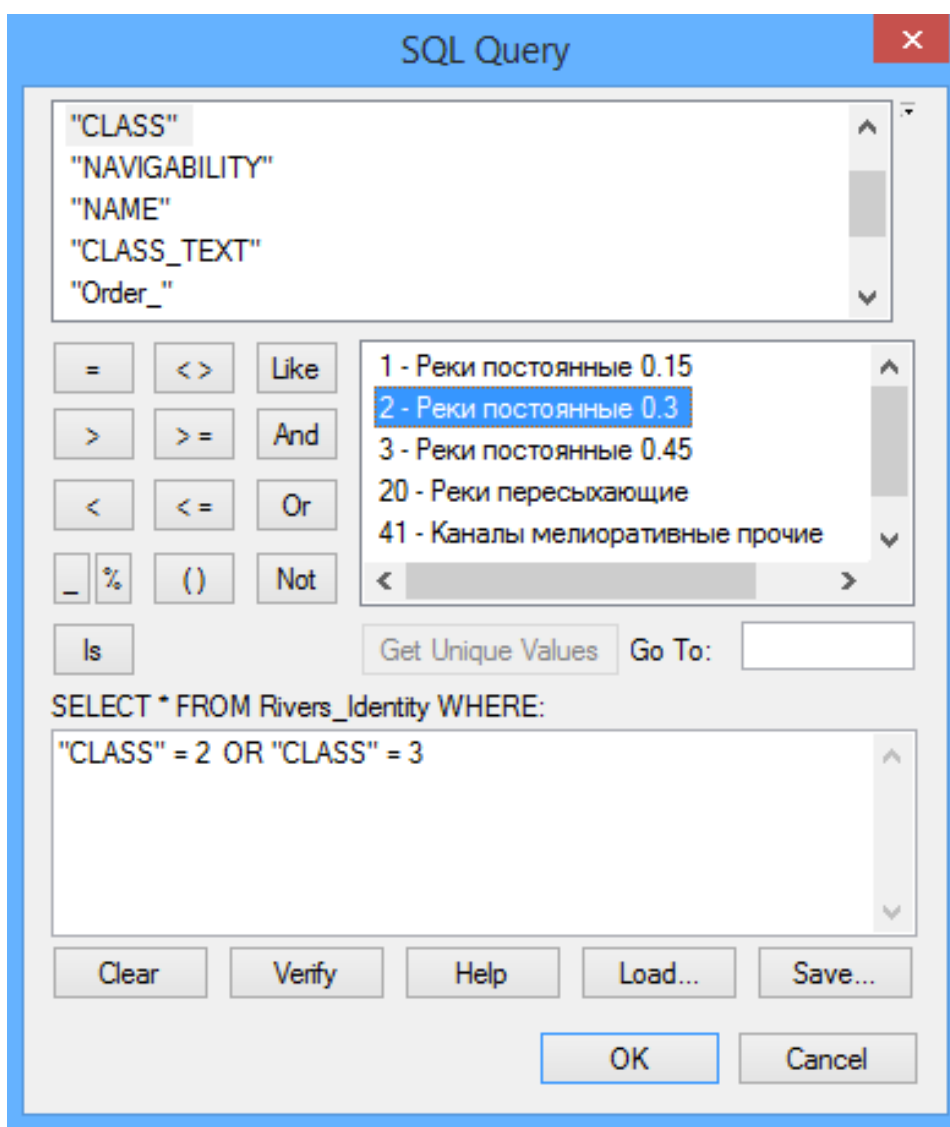 SQL Query
"CLASS"
"NAVIGABILITY"
"NAME"
"CLASS_TEXT"
"Order_"
= < > Like
> > = And
< < = Or
_ % ( ) Not
Is
1 - Реки постоянные 0.15
2 - Реки постоянные 0.3
3 - Реки постоянные 0.45
20 - Реки пересыхающие
41 - Каналы мелиоративные прочие
Get Unique Values Go To:
SELECT * FROM Rivers_Identity WHERE:
"CLASS" = 2 OR "CLASS" = 3
Clear Verify Help Load... Save...
OK Cancel